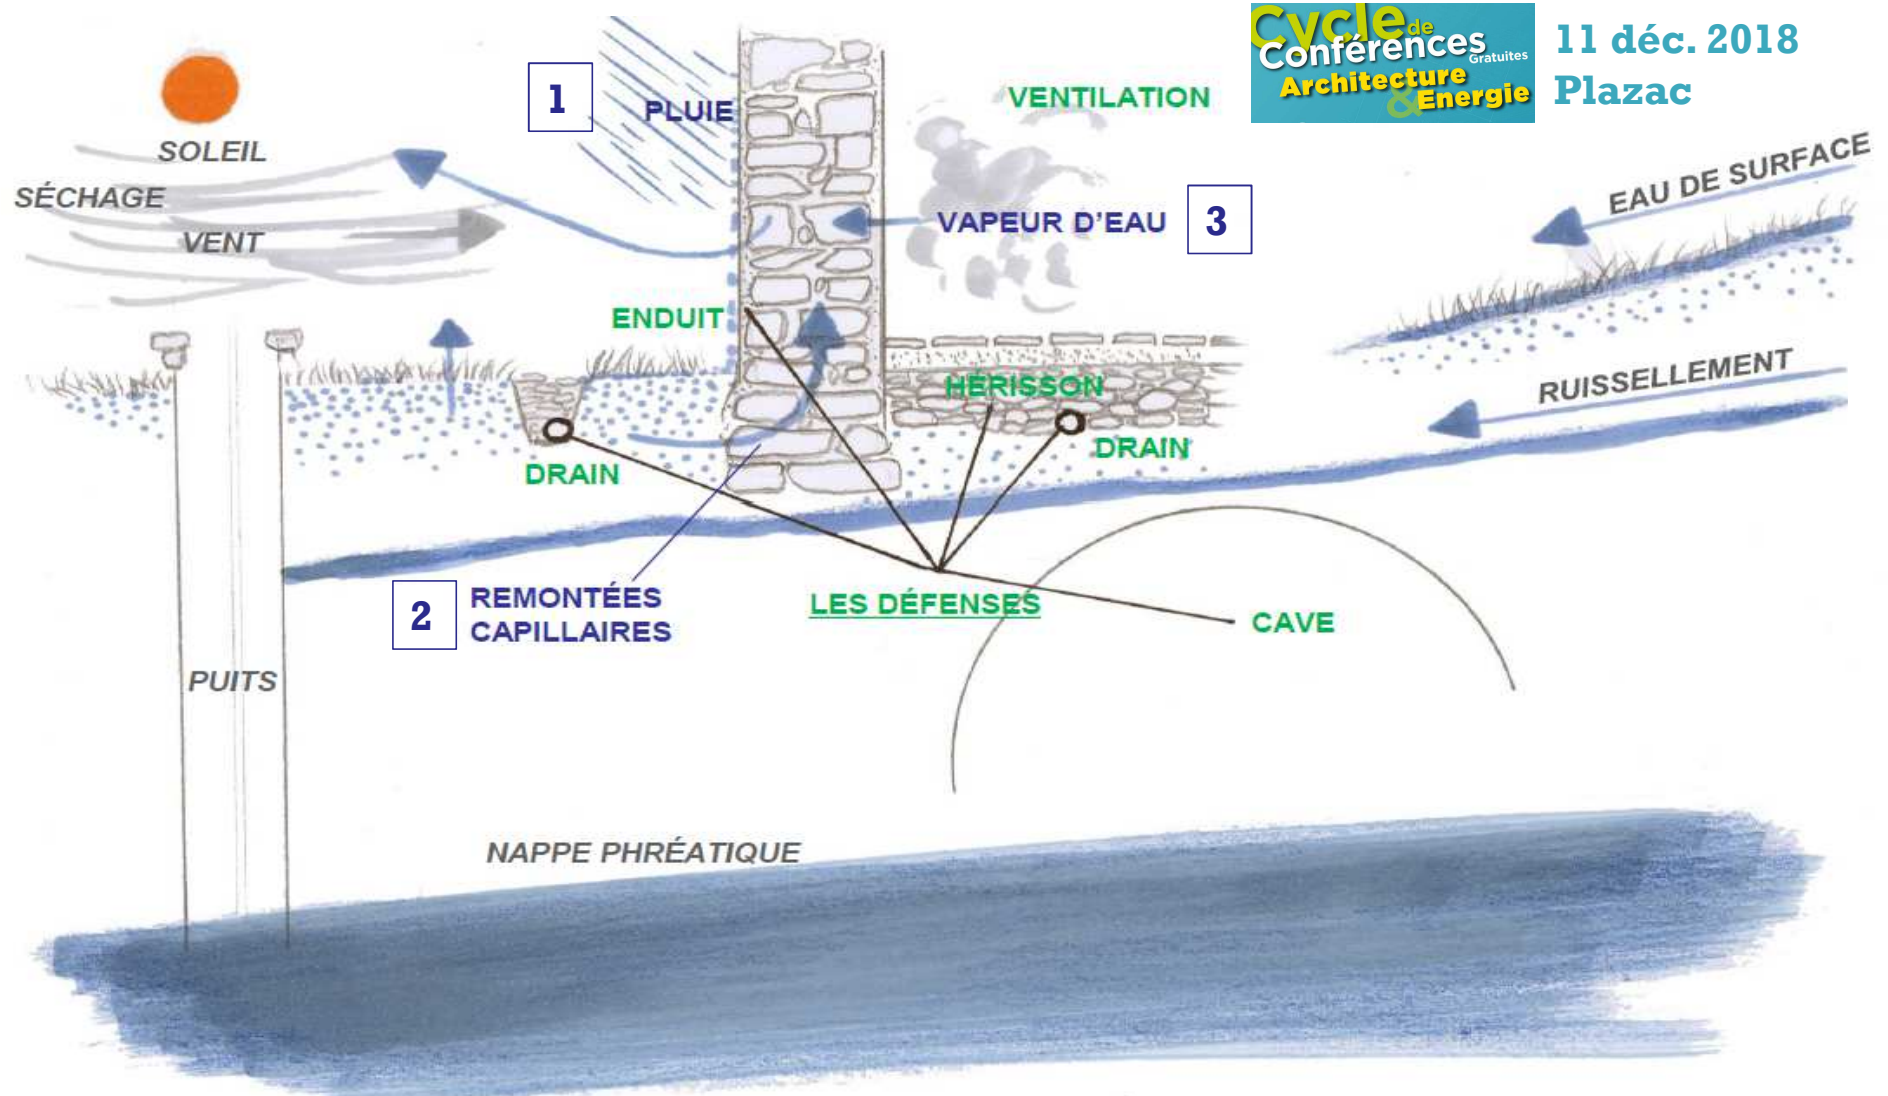 Cycle de
Conférences
Gratuites
Architecture
& Energie
11 déc. 2018
Plazac
1
PLUIE
VENTILATION
SOLEIL
SÉCHAGE
VENT
VAPEUR D’EAU
3
EAU DE SURFACE
ENDUIT
HÉRISSON
RUISSELLEMENT
DRAIN
DRAIN
2
REMONTÉES
CAPILLAIRES
LES DÉFENSES
CAVE
PUITS
NAPPE PHRÉATIQUE